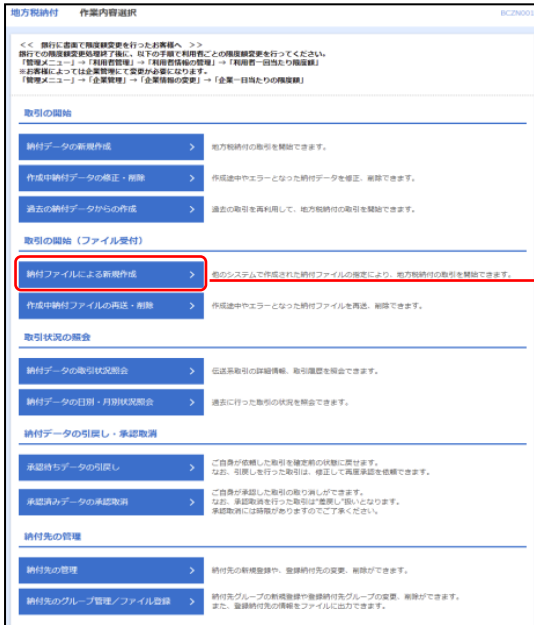 地方税納付　作業内容選択
BCZN001
<< 銀行に書面で限度額変更を行ったお客様へ >>
銀行での限度額変更処理終了後に、以下の手順で利用者ごとの限度額変更を行ってください。
「管理メニュー」→「利用者管理」→「利用者情報の管理」→「利用者一回当たり限度額」
※お客様によっては企業管理にて変更が必要になります。
「管理メニュー」→「企業管理」→「企業情報の変更」→「企業一日当たりの限度額」
取引の開始
納付データの新規作成
地方税納付の取引を開始できます。
作成中納付データの修正・削除
作成途中やエラーとなった納付データを修正、削除できます。
過去の納付データからの作成
過去の取引を再利用して、地方税納付の取引を開始できます。
取引の開始（ファイル受付）
納付ファイルによる新規作成
他のシステムで作成された納付ファイルの指定により、地方税納付の取引を開始できます。
作成中納付ファイルの再送・削除
作成途中やエラーとなった納付ファイルを再送、削除できます。
取引状況の照会
納付データの取引状況照会
伝送系取引の詳細情報、取引履歴を照会できます。
納付データの日別・月別状況照会
過去に行った取引の状況を照会できます。
納付データの引戻し・承認取消
承認待ちデータの引戻し
ご自身が依頼した取引を確定前の状態に戻せます。
なお、引戻しを行った取引は、修正して再度承認を依頼できます。
承認済みデータの承認取消
ご自身が承認した取引の取り消しができます。
なお、承認取消を行った取引は"差戻し"扱いとなります。
承認取消には時限がありますのでご了承ください。
納付先の管理
納付先の管理
納付先の新規登録や、登録納付先の変更、削除ができます。
納付先のグループ管理／ファイル登録
納付先グループの新規登録や登録納付先グループの変更、削除ができます。
また、登録納付先の情報をファイルに出力できます。